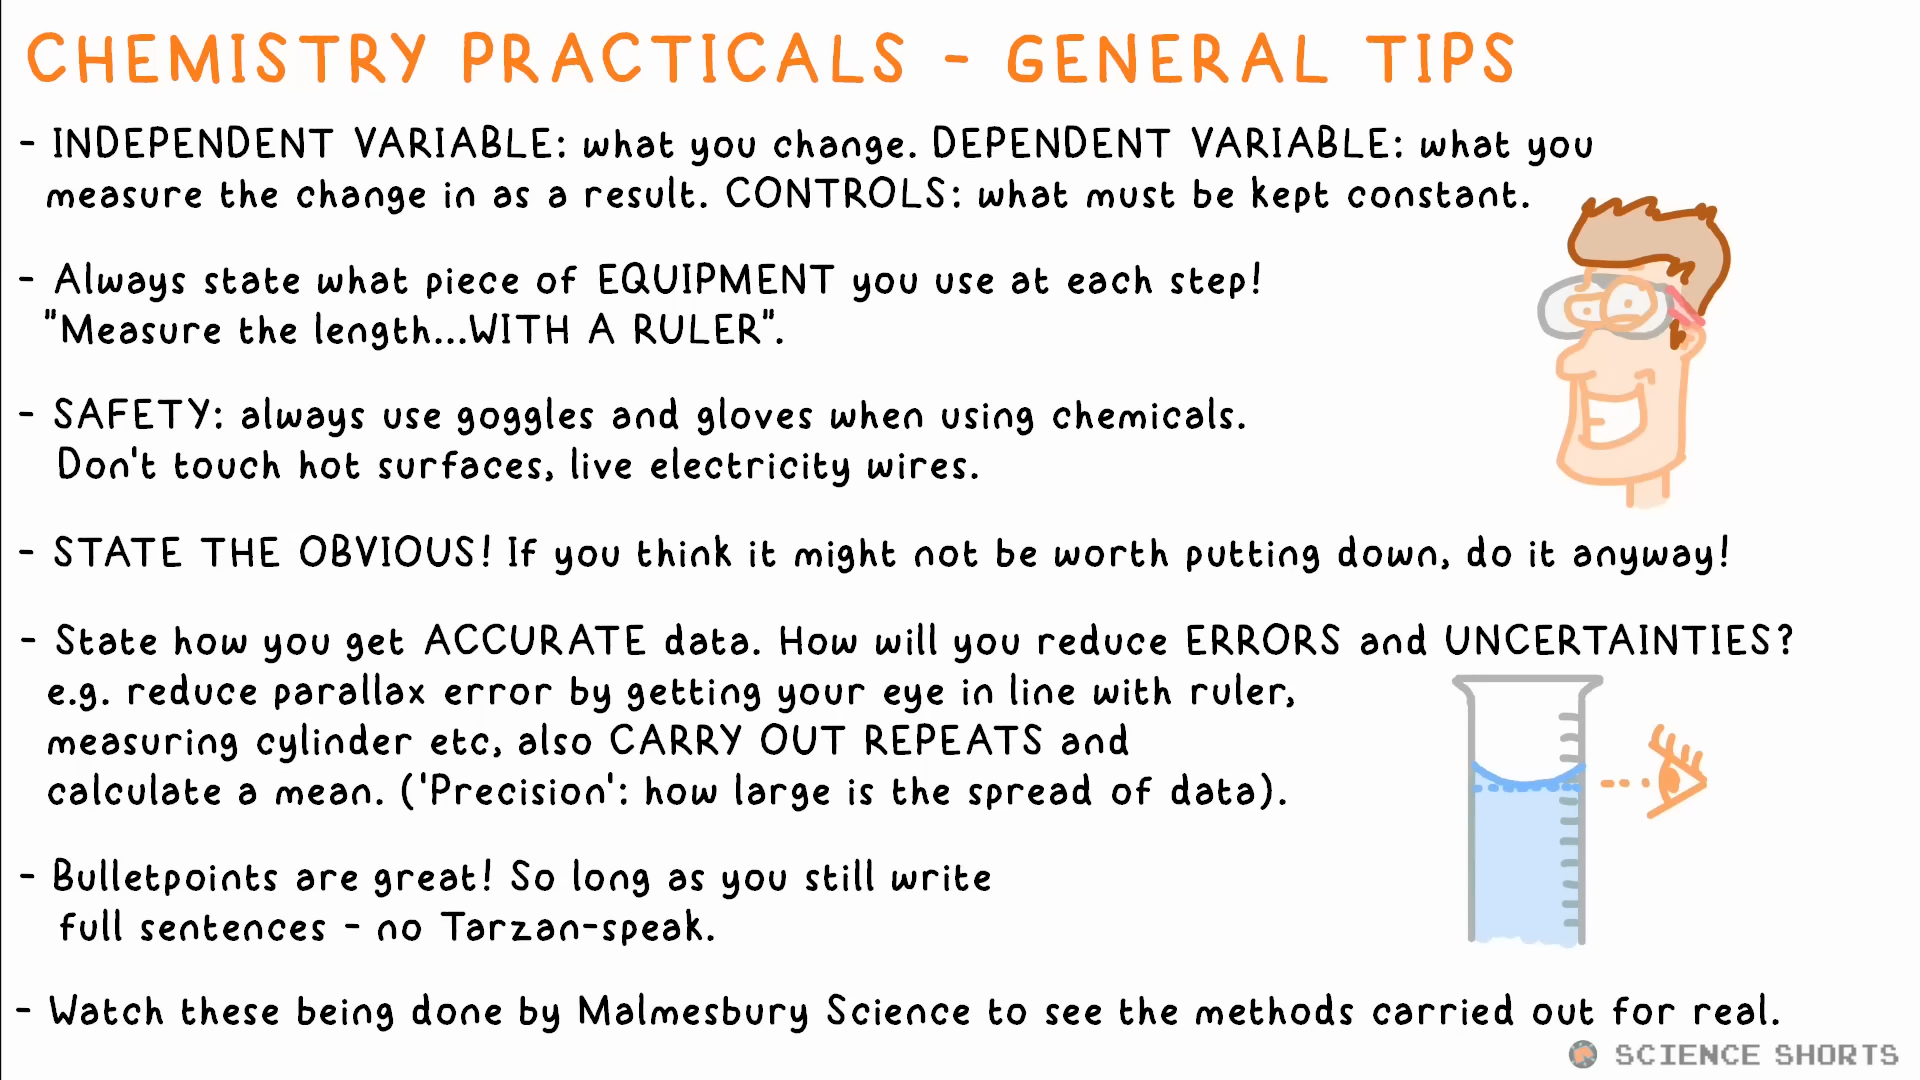 CHEMISTRY PRACTICALS - GENERAL TIPS
- INDEPENDENT VARIABLE: what you change. DEPENDENT VARIABLE: what you
measure the change in as a result. CONTROLS: what must be kept constant.
- Always state what piece of EQUIPMENT you use at each step!
"Measure the length...WITH A RULER".
- SAFETY: always use goggles and gloves when using chemicals.
Don't touch hot surfaces, live electricity wires.
- STATE THE OBVIOUS! If you think it might not be worth putting down, do it anyway!
- State how you get ACCURATE data. How will you reduce ERRORS and UNCERTAINTIES?
e.g. reduce parallax error by getting your eye in line with ruler,
measuring cylinder etc, also CARRY OUT REPEATS and
calculate a mean. ('Precision': how large is the spread of data).
- Bulletpoints are great! So long as you still write
full sentences - no Tarzan-speak.
- Watch these being done by Malmesbury Science to see the methods carried out for real.
SCIENCE SHORTS